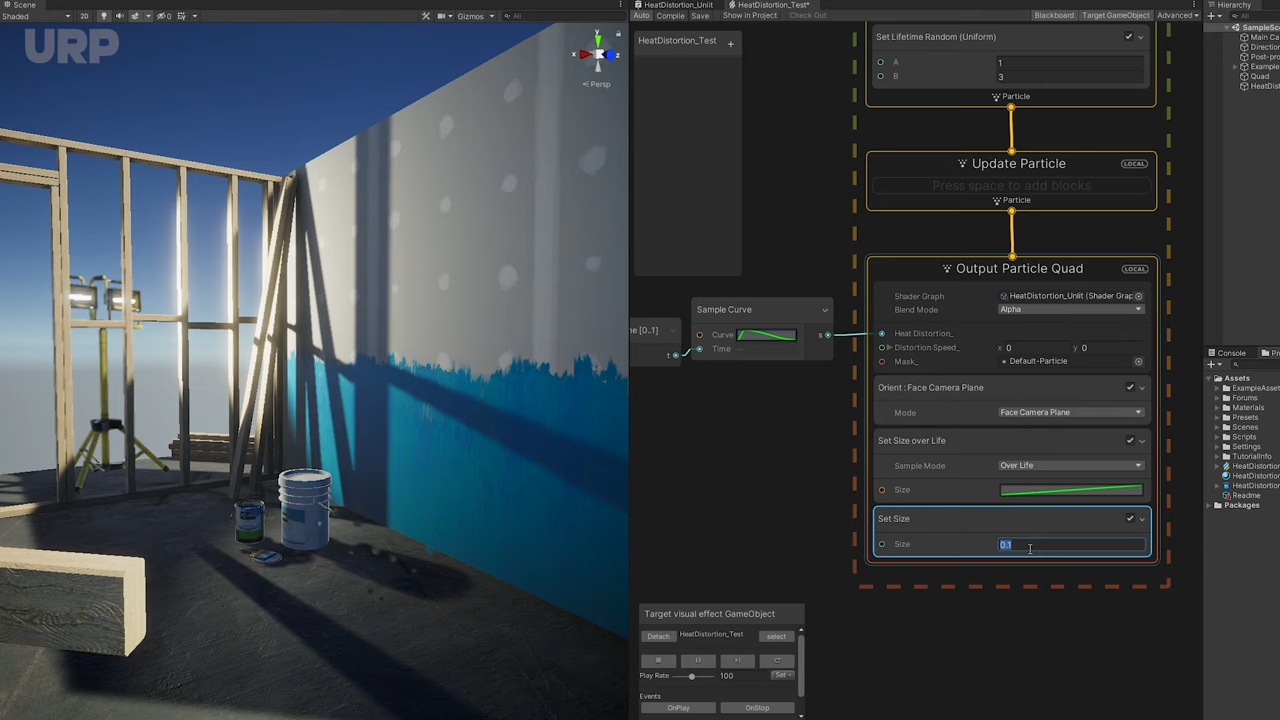 Scene
Shaded
2D
0
Gizmos
All
URP
y
x
z
Persp
HeatDistortion_Unlit
HeatDistortion_Test*
Auto
Compile
Save
Show in Project
Check Out
Blackboard
Target GameObject
Advanced
HeatDistortion_Test
+
Set Lifetime Random (Uniform)
A 1
B 3
Particle
Update Particle
LOCAL
Press space to add blocks
Particle
Output Particle Quad
LOCAL
Shader Graph HeatDistortion_Unlit (Shader Grap
Blend Mode Alpha
Heat Distortion_
Distortion Speed_ x 0 y 0
Mask_ Default-Particle
Orient : Face Camera Plane
Mode Face Camera Plane
Set Size over Life
Sample Mode Over Life
Size
Set Size
Size 0.1
e [0..1]
t
Sample Curve
Curve s
Time
Target visual effect GameObject
Detach HeatDistortion_Test select
Play Rate 100 Set
Events
OnPlay OnStop
Hierarchy
All
SampleSc
Main Ca
Direction
Post-pro
Example
Quad
HeatDist
Console
Pr
Assets
ExampleAsset
Forums
Materials
Presets
Scenes
Scripts
Settings
TutorialInfo
HeatDistortion
HeatDistortion
HeatDistortion
Readme
Packages